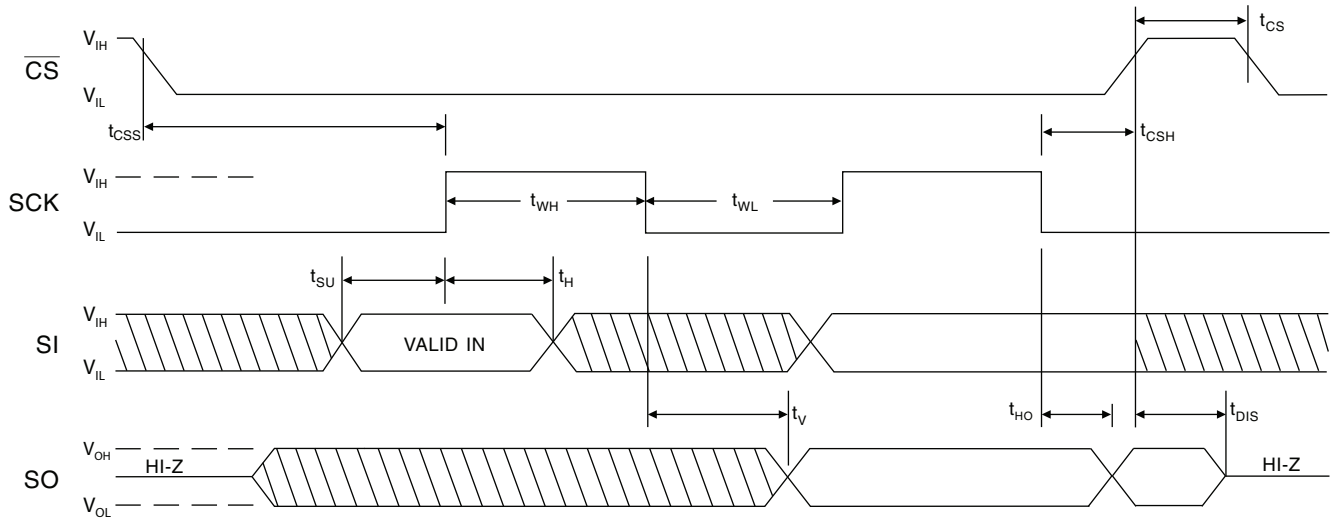 t_CS
V_IH
C̅S̅
V_IL
t_CSS
t_CSH
V_IH
SCK
t_WH
t_WL
V_IL
t_SU
t_H
V_IH
SI
VALID IN
V_IL
t_V
t_HO
t_DIS
V_OH
HI-Z
HI-Z
SO
V_OL